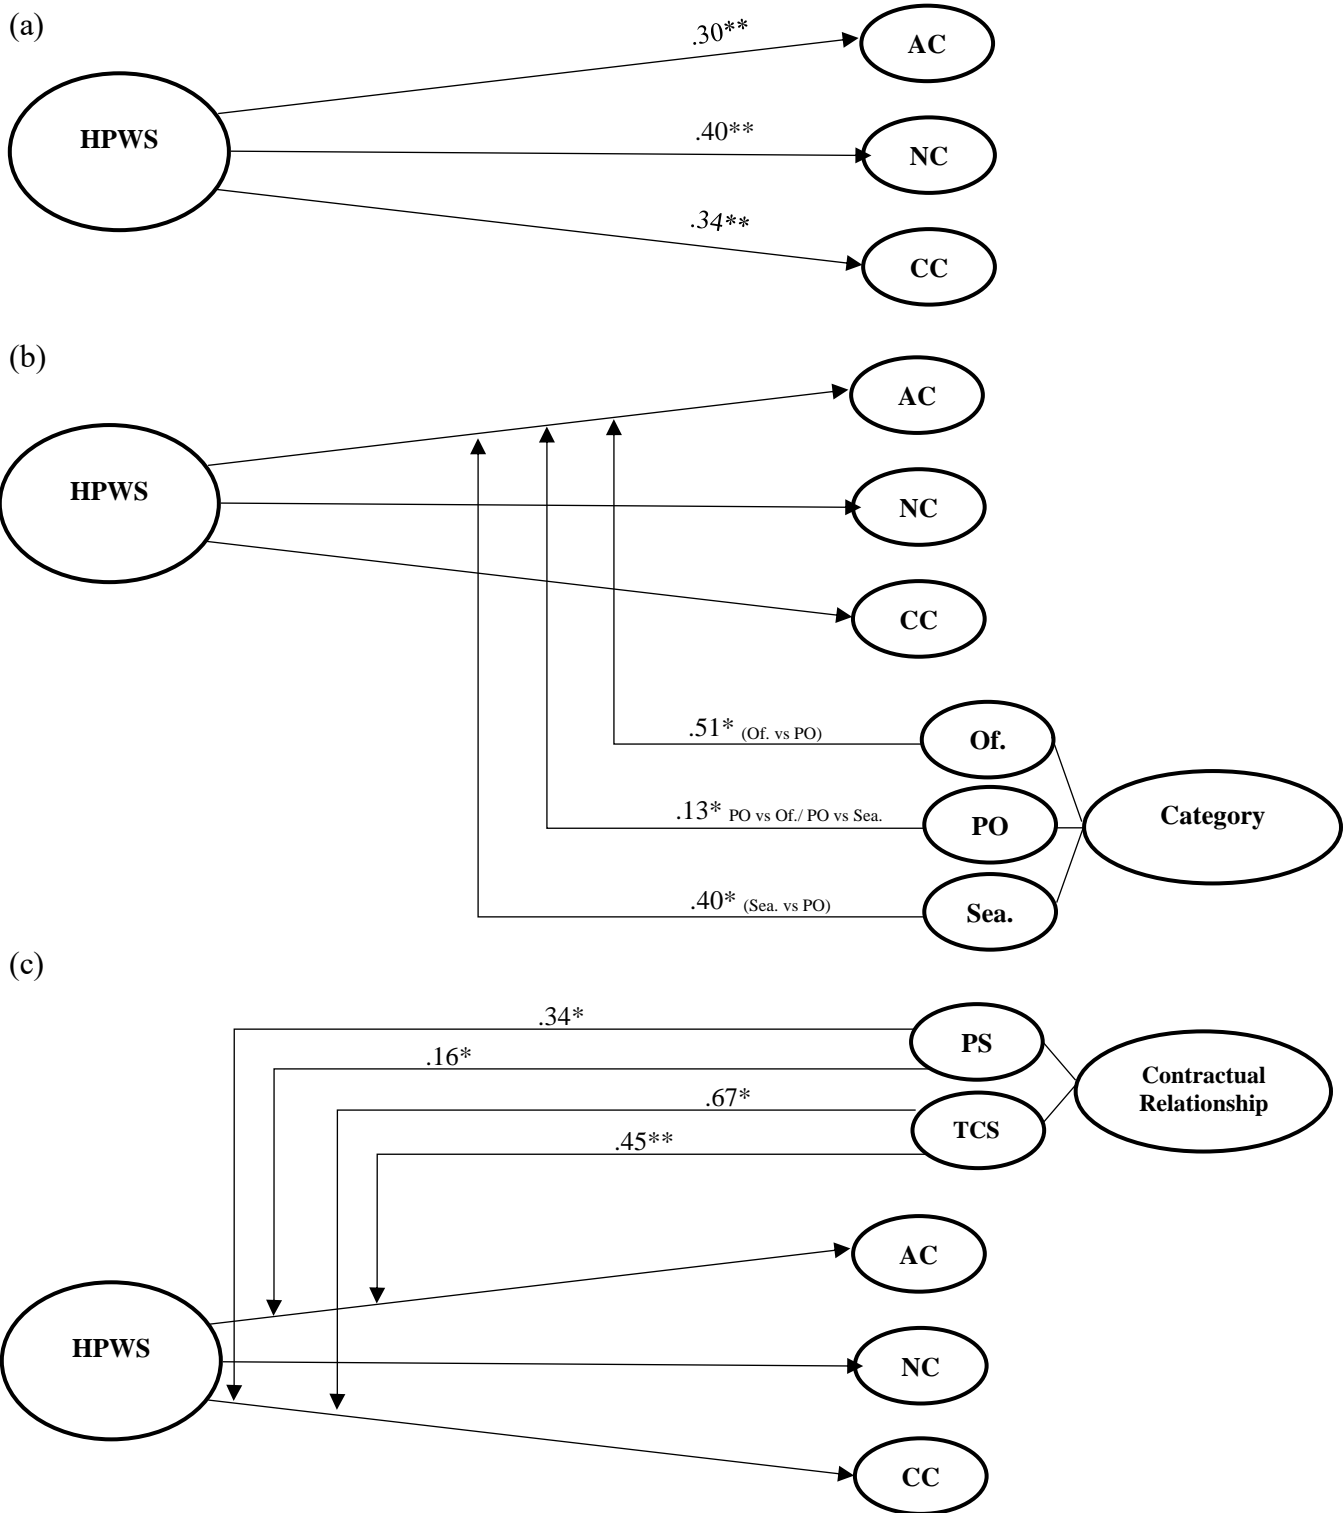 (a)
.30**
AC
HPWS
.40**
NC
.34**
CC
(b)
AC
HPWS
NC
CC
.51* (Of. vs PO)
Of.
.13* PO vs Of./ PO vs Sea.
PO
Category
.40* (Sea. vs PO)
Sea.
(c)
.34*
PS
.16*
Contractual
Relationship
.67*
TCS
.45**
AC
HPWS
NC
CC